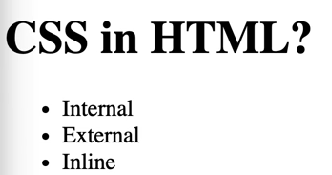 CSS in HTML?
Internal
External
Inline